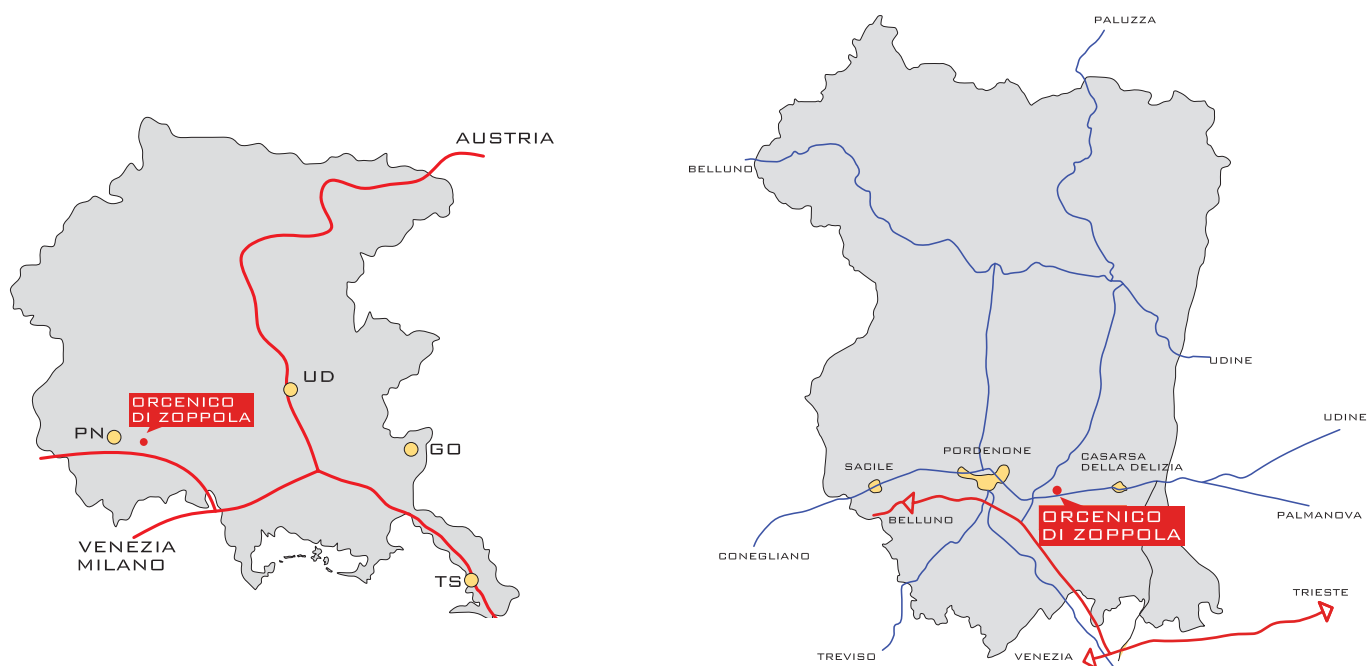 AUSTRIA
UD
ORCENICO
DI ZOPPOLA
PN
GO
VENEZIA
MILANO
TS
PALUZZA
BELLUNO
UDINE
UDINE
PORDENONE
SACILE
CASARSA
DELLA DELIZIA
BELLUNO
ORCENICO
DI ZOPPOLA
PALMANOVA
CONEGLIANO
TRIESTE
TREVISO
VENEZIA